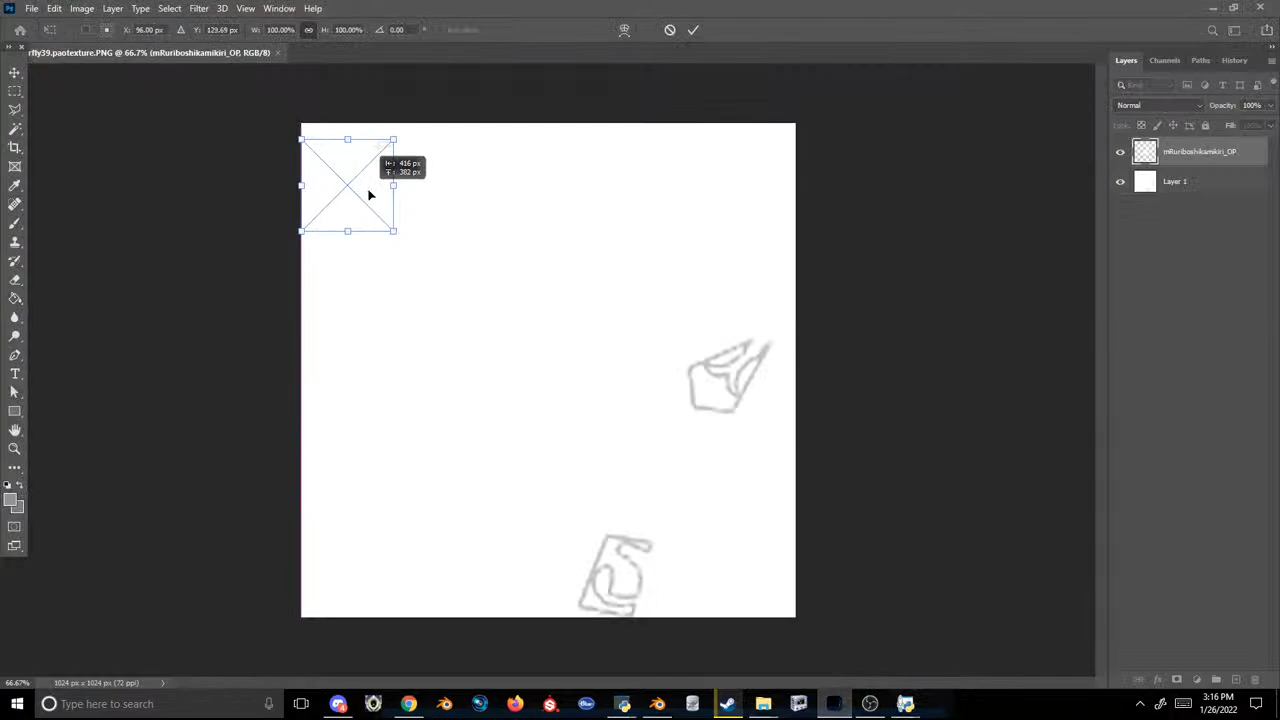 File Edit Image Layer Type Select Filter 3D View Window Help
X: 96.00 px Y: 129.69 px W: 100.00% H: 100.00% 0.00 °
rfly39.paotexture.PNG @ 66.7% (mRuriboshikamikiri_OP, RGB/8) ×
Layers Channels Paths History
Kind
Normal Opacity: 100%
Lock: Fill: 100%
mRuriboshikamikiri_OP
Layer 1
416 px
382 px
66.67% 1024 px x 1024 px (72 ppi)
Type here to search
3:16 PM
1/26/2022